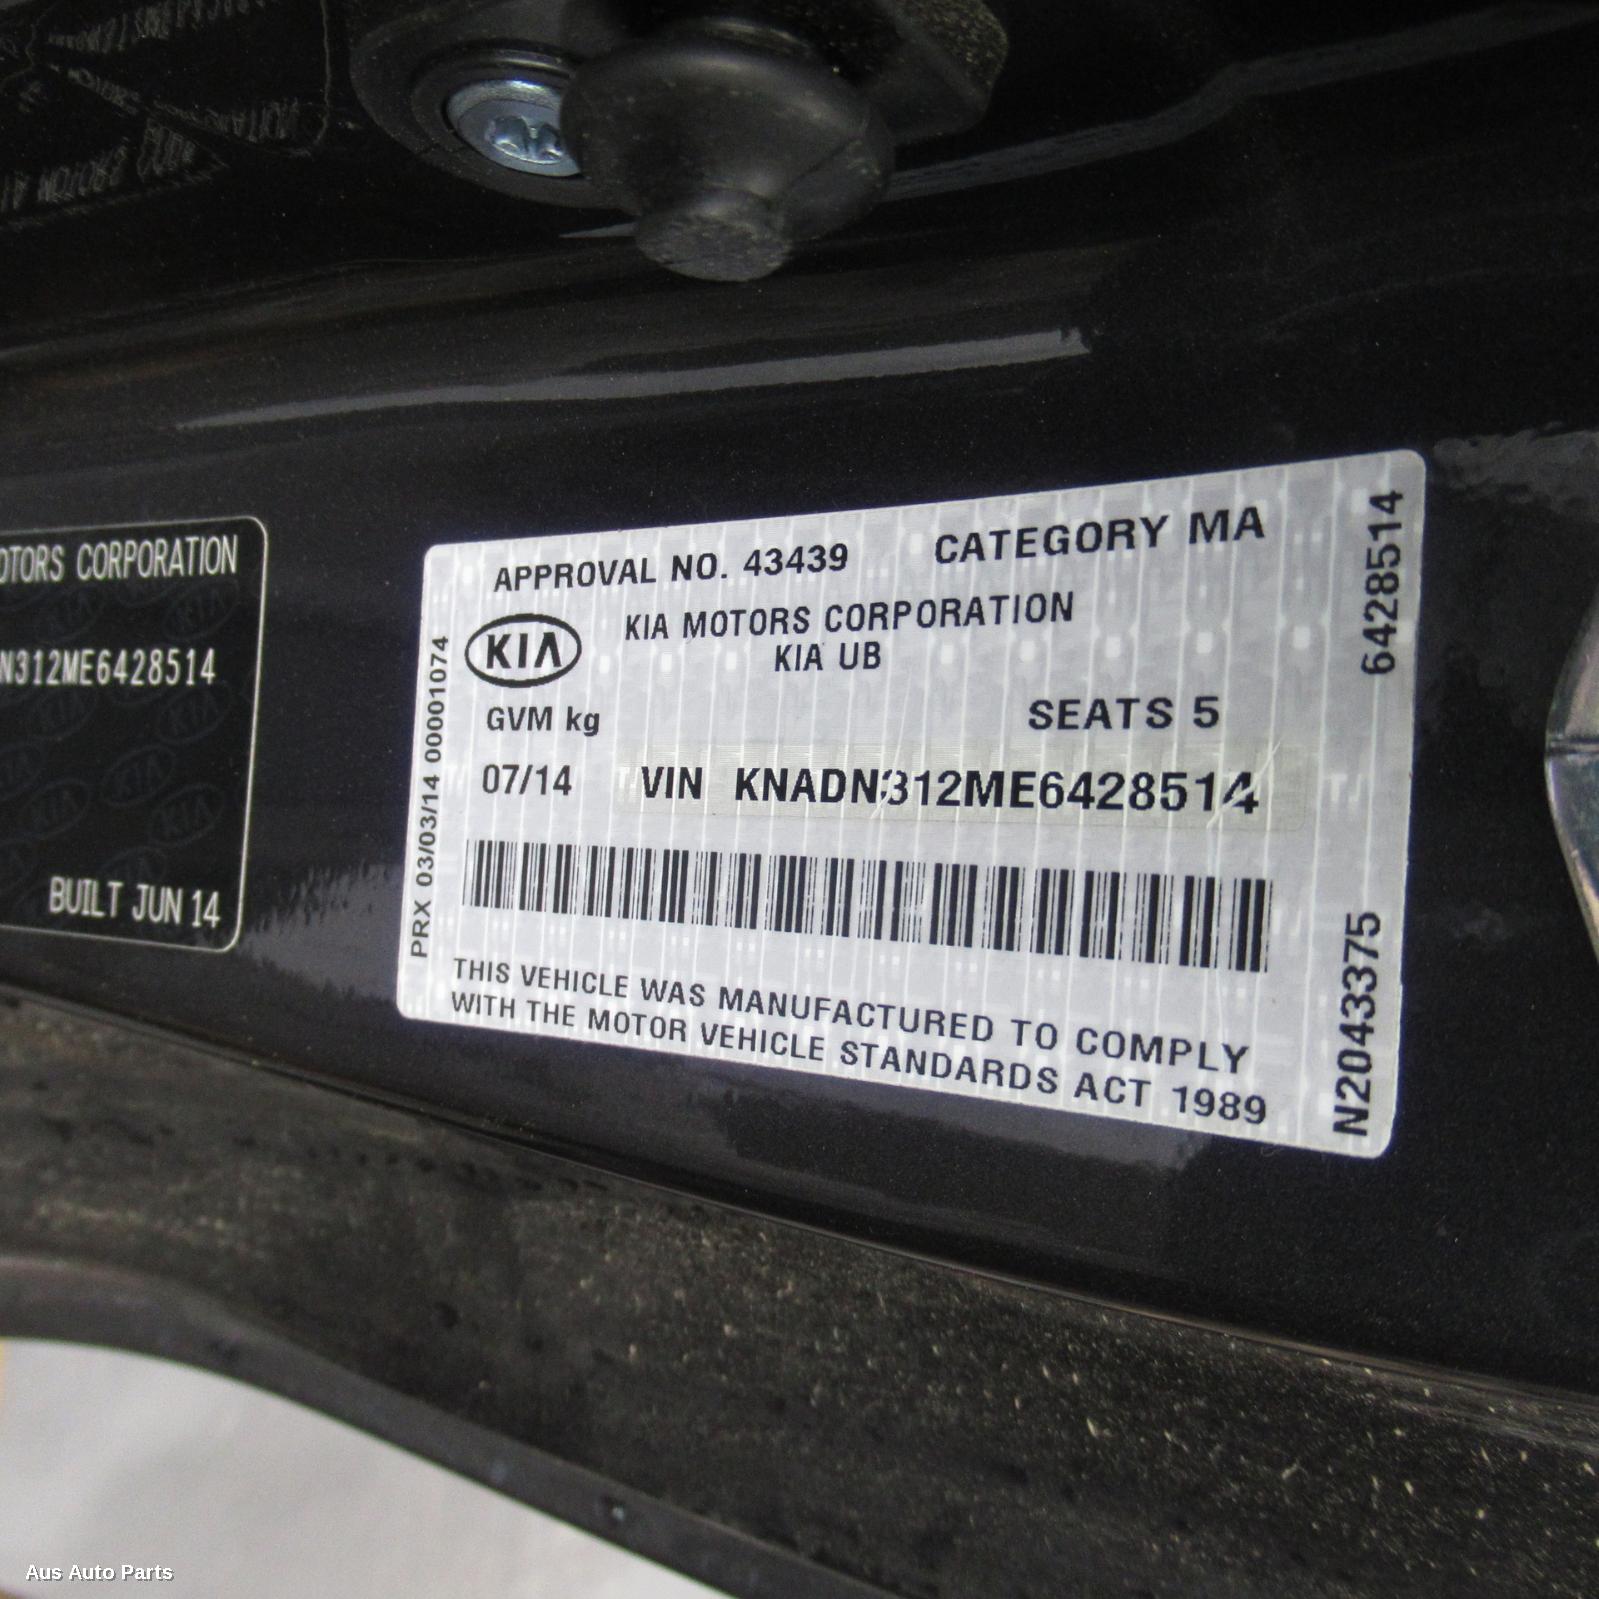 OTORS CORPORATION
N312ME6428514
BUILT JUN 14
APPROVAL NO. 43439 CATEGORY MA
KIA
KIA MOTORS CORPORATION
KIA UB
GVM kg
SEATS 5
07/14 VIN KNADN312ME6428514
THIS VEHICLE WAS MANUFACTURED TO COMPLY
WITH THE MOTOR VEHICLE STANDARDS ACT 1989
PRX 03/03/14 00001074
6428514
N2043375
Aus Auto Parts